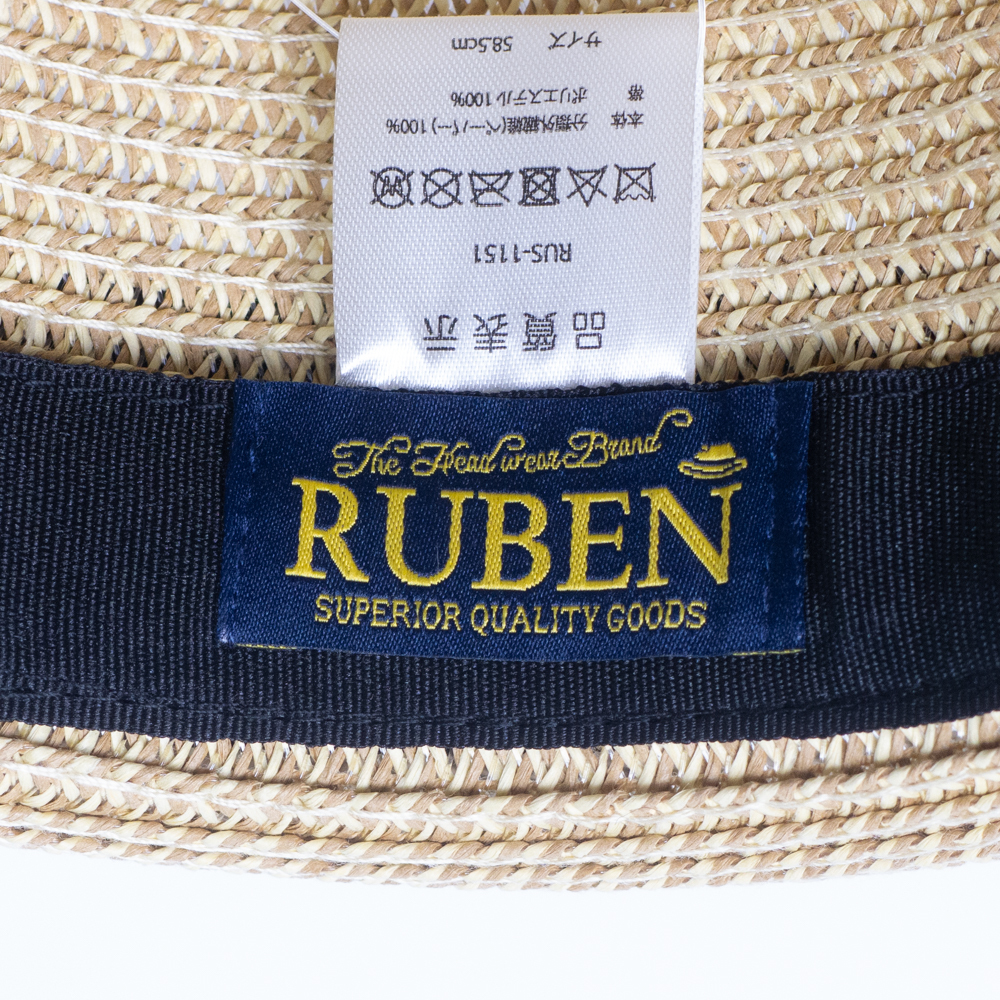 品質表示
RUS-1151
本体 分類外繊維(ペーパー)100%
帯 ポリエステル100%
サイズ 58.5cm
The Head wear Brand
RUBEN
SUPERIOR QUALITY GOODS